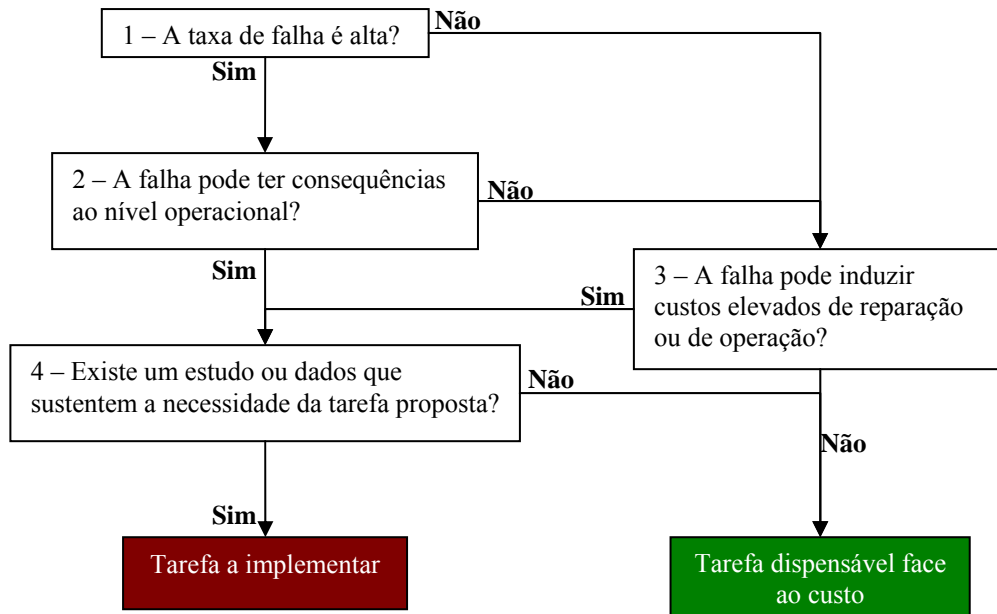 1 – A taxa de falha é alta?
Não
Sim
2 – A falha pode ter consequências
ao nível operacional?
Não
Sim
3 – A falha pode induzir
custos elevados de reparação
ou de operação?
Sim
4 – Existe um estudo ou dados que
sustentem a necessidade da tarefa proposta?
Não
Não
Sim
Tarefa a implementar
Tarefa dispensável face
ao custo